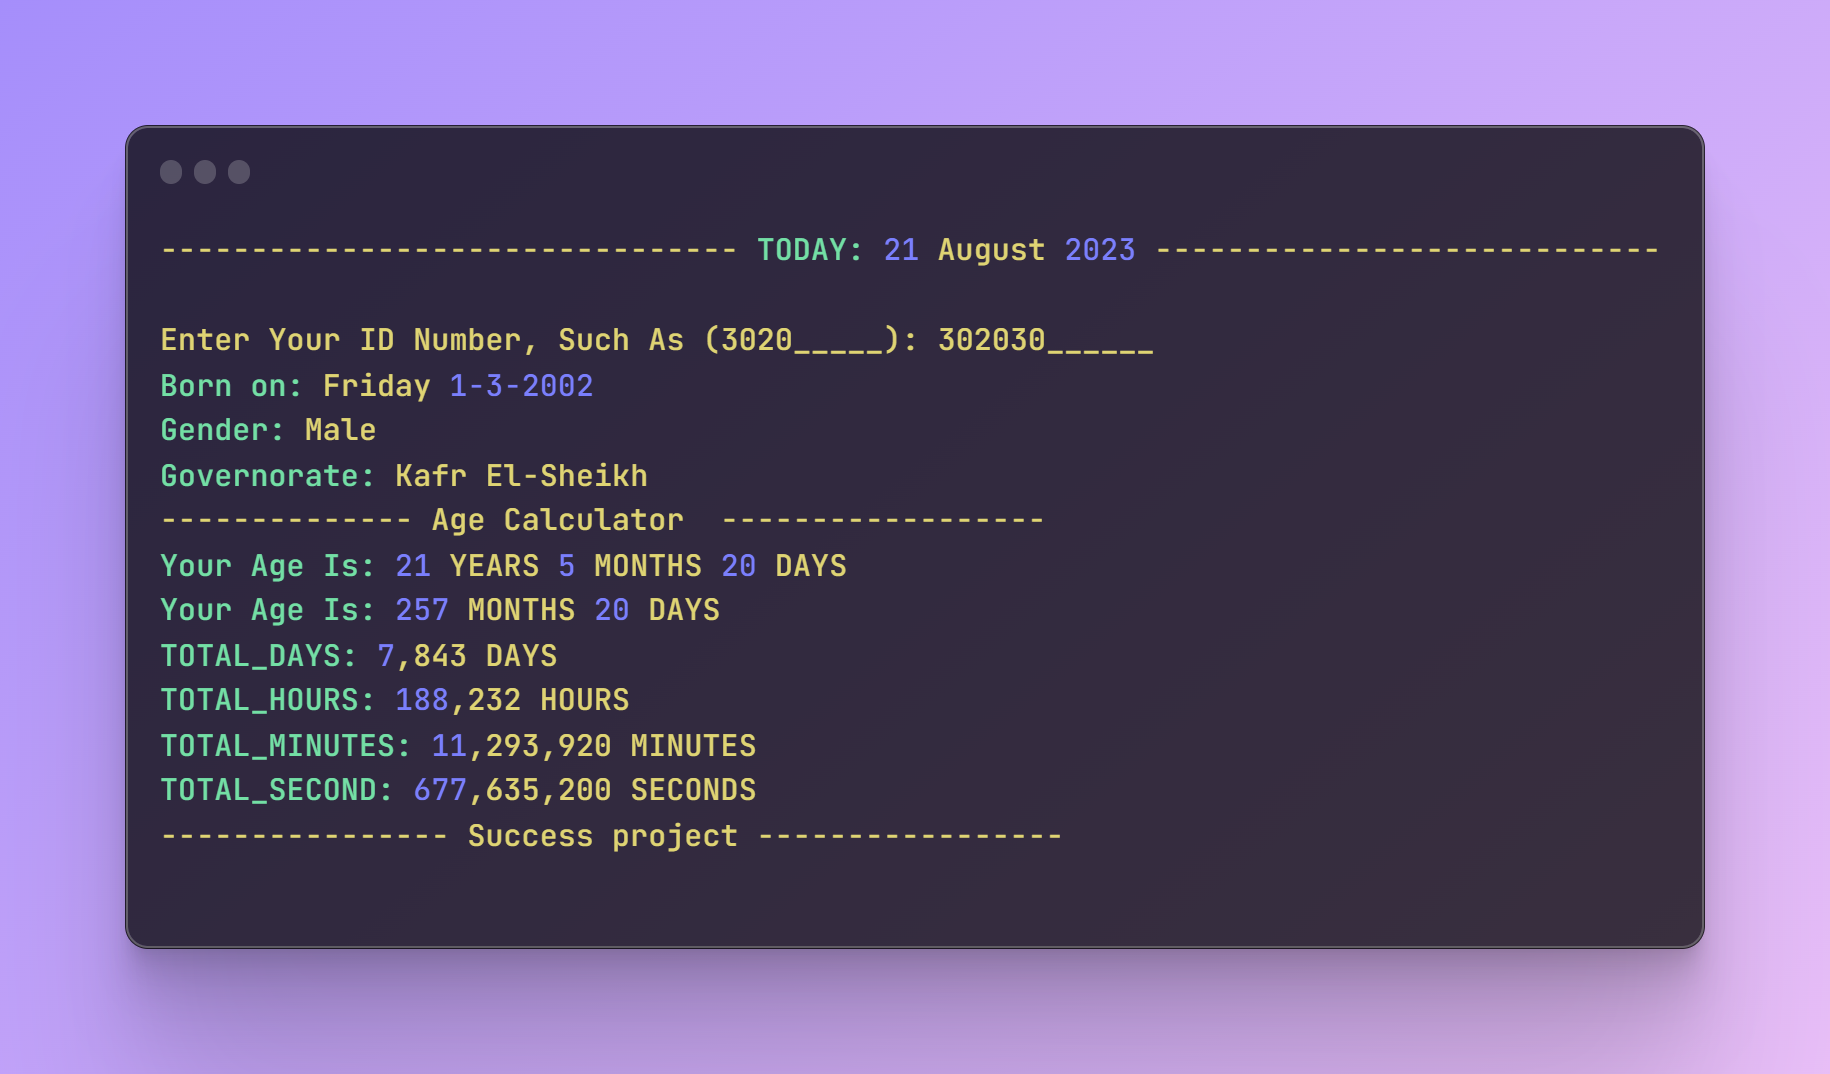 -------------------------------- TODAY: 21 August 2023 ----------------------------
Enter Your ID Number, Such As (3020_____): 302030______
Born on: Friday 1-3-2002
Gender: Male
Governorate: Kafr El-Sheikh
-------------- Age Calculator  ------------------
Your Age Is: 21 YEARS 5 MONTHS 20 DAYS
Your Age Is: 257 MONTHS 20 DAYS
TOTAL_DAYS: 7,843 DAYS
TOTAL_HOURS: 188,232 HOURS
TOTAL_MINUTES: 11,293,920 MINUTES
TOTAL_SECOND: 677,635,200 SECONDS
---------------- Success project -----------------